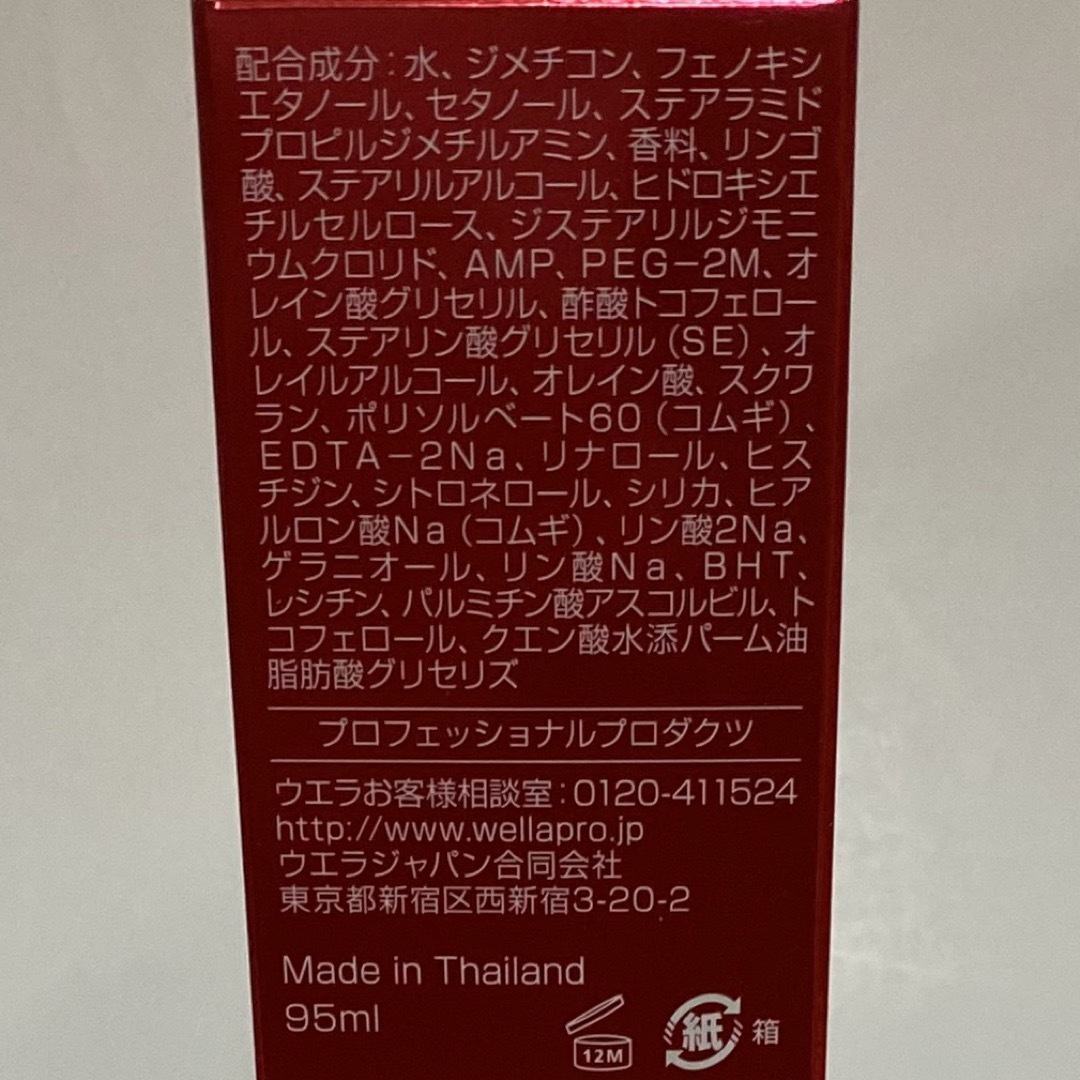 配合成分：水、ジメチコン、フェノキシ
エタノール、セタノール、ステアラミド
プロピルジメチルアミン、香料、リンゴ
酸、ステアリルアルコール、ヒドロキシエ
チルセルロース、ジステアリルジモニ
ウムクロリド、AMP、PEG-2M、オ
レイン酸グリセリル、酢酸トコフェロー
ル、ステアリン酸グリセリル（SE）、オ
レイルアルコール、オレイン酸、スクワ
ラン、ポリソルベート60（コムギ）、
EDTA-2Na、リナロール、ヒス
チジン、シトロネロール、シリカ、ヒア
ルロン酸Na（コムギ）、リン酸2Na、
ゲラニオール、リン酸Na、BHT、
レシチン、パルミチン酸アスコルビル、ト
コフェロール、クエン酸水添パーム油
脂肪酸グリセリズ
プロフェッショナルプロダクツ
ウエラお客様相談室：0120-411524
http://www.wellapro.jp
ウエラジャパン合同会社
東京都新宿区西新宿3-20-2
Made in Thailand
95ml
12M
紙 箱